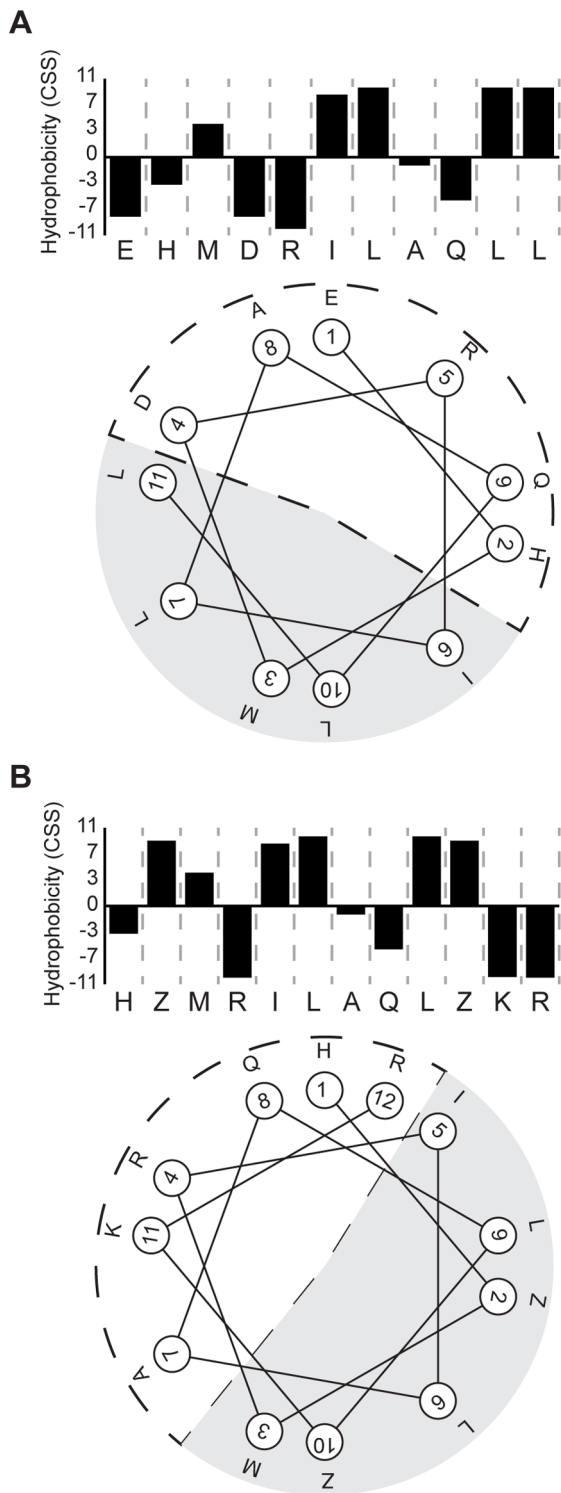 A
Hydrophobicity (CSS)
11
7
3
0
-3
-7
-11
E H M D R I L A Q L L
E
A
R
1
8
5
D
4
L
11
9
Q
2
H
7
L
6
I
3
10
M
L
B
Hydrophobicity (CSS)
11
7
3
0
-3
-7
-11
H Z M R I L A Q L Z K R
H
Q
R
I
1
8
12
5
R
4
K
11
9
L
2
Z
7
A
6
L
3
10
M
Z